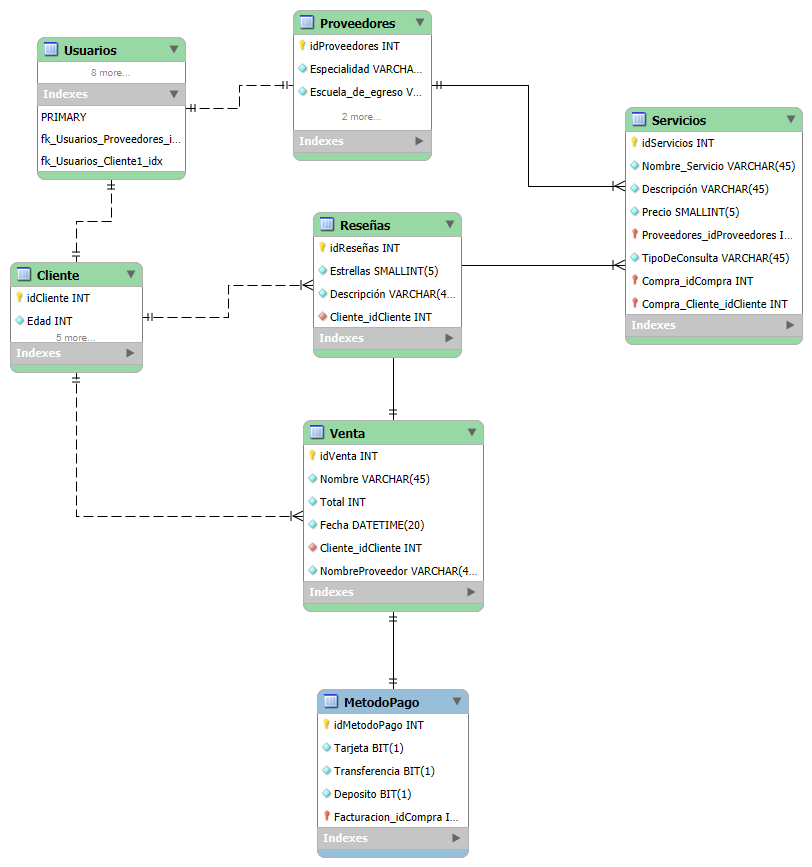 Usuarios
8 more...
Indexes
PRIMARY
fk_Usuarios_Proveedores_i...
fk_Usuarios_Cliente1_idx
Proveedores
idProveedores INT
Especialidad VARCHA...
Escuela_de_egreso V...
2 more...
Indexes
Servicios
idServicios INT
Nombre_Servicio VARCHAR(45)
Descripción VARCHAR(45)
Precio SMALLINT(5)
Proveedores_idProveedores I...
TipoDeConsulta VARCHAR(45)
Compra_idCompra INT
Compra_Cliente_idCliente INT
Indexes
Reseñas
idReseñas INT
Estrellas SMALLINT(5)
Descripción VARCHAR(4...
Cliente_idCliente INT
Indexes
Cliente
idCliente INT
Edad INT
5 more...
Indexes
Venta
idVenta INT
Nombre VARCHAR(45)
Total INT
Fecha DATETIME(20)
Cliente_idCliente INT
NombreProveedor VARCHAR(4...
Indexes
MetodoPago
idMetodoPago INT
Tarjeta BIT(1)
Transferencia BIT(1)
Deposito BIT(1)
Facturacion_idCompra I...
Indexes